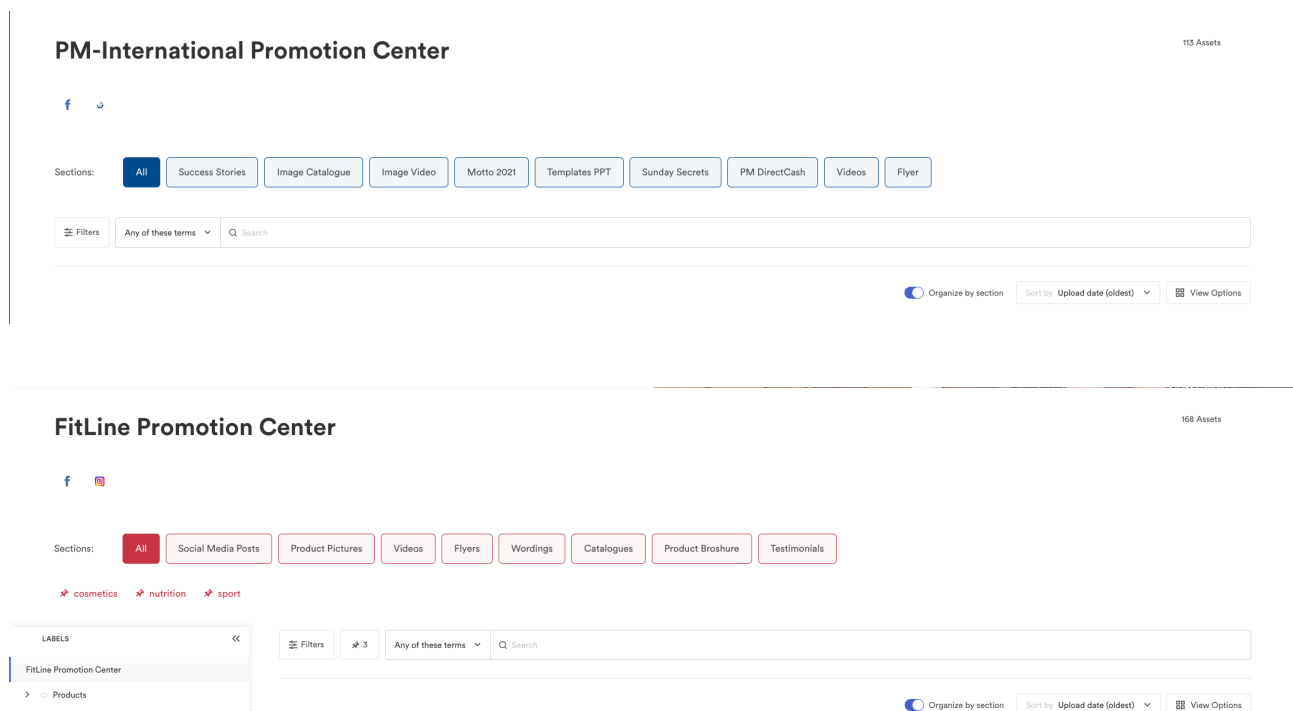 PM-International Promotion Center
113 Assets
Sections: All Success Stories Image Catalogue Image Video Motto 2021 Templates PPT Sunday Secrets PM DirectCash Videos Flyer
Filters Any of these terms Search
Organize by section Sort by Upload date (oldest) View Options
FitLine Promotion Center
168 Assets
Sections: All Social Media Posts Product Pictures Videos Flyers Wordings Catalogues Product Broshure Testimonials
cosmetics nutrition sport
LABELS
Filters 3 Any of these terms Search
FitLine Promotion Center
Products
Organize by section Sort by Upload date (oldest) View Options